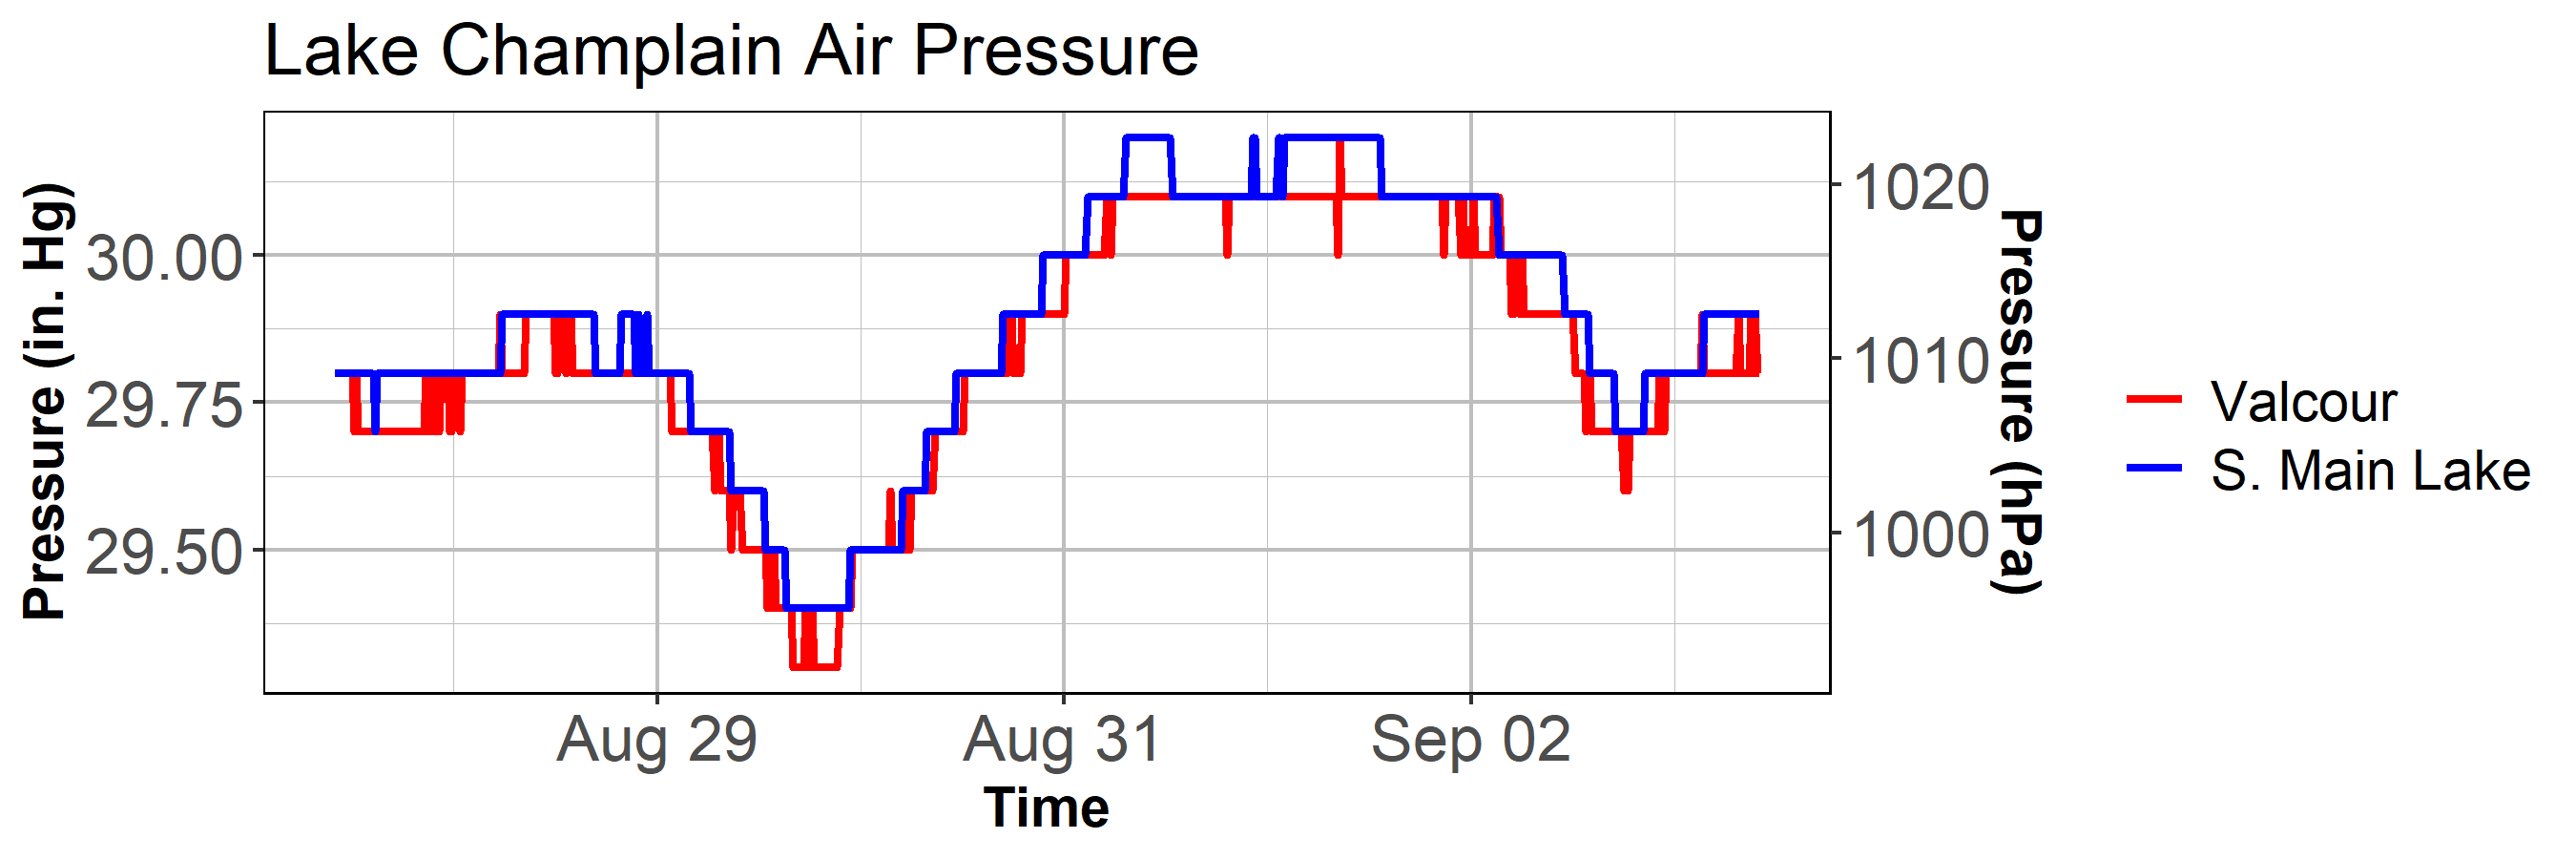 Lake Champlain Air Pressure
Pressure (in. Hg)
30.00
29.75
29.50
1020
1010
1000
Pressure (hPa)
Aug 29
Aug 31
Sep 02
Time
Valcour
S. Main Lake